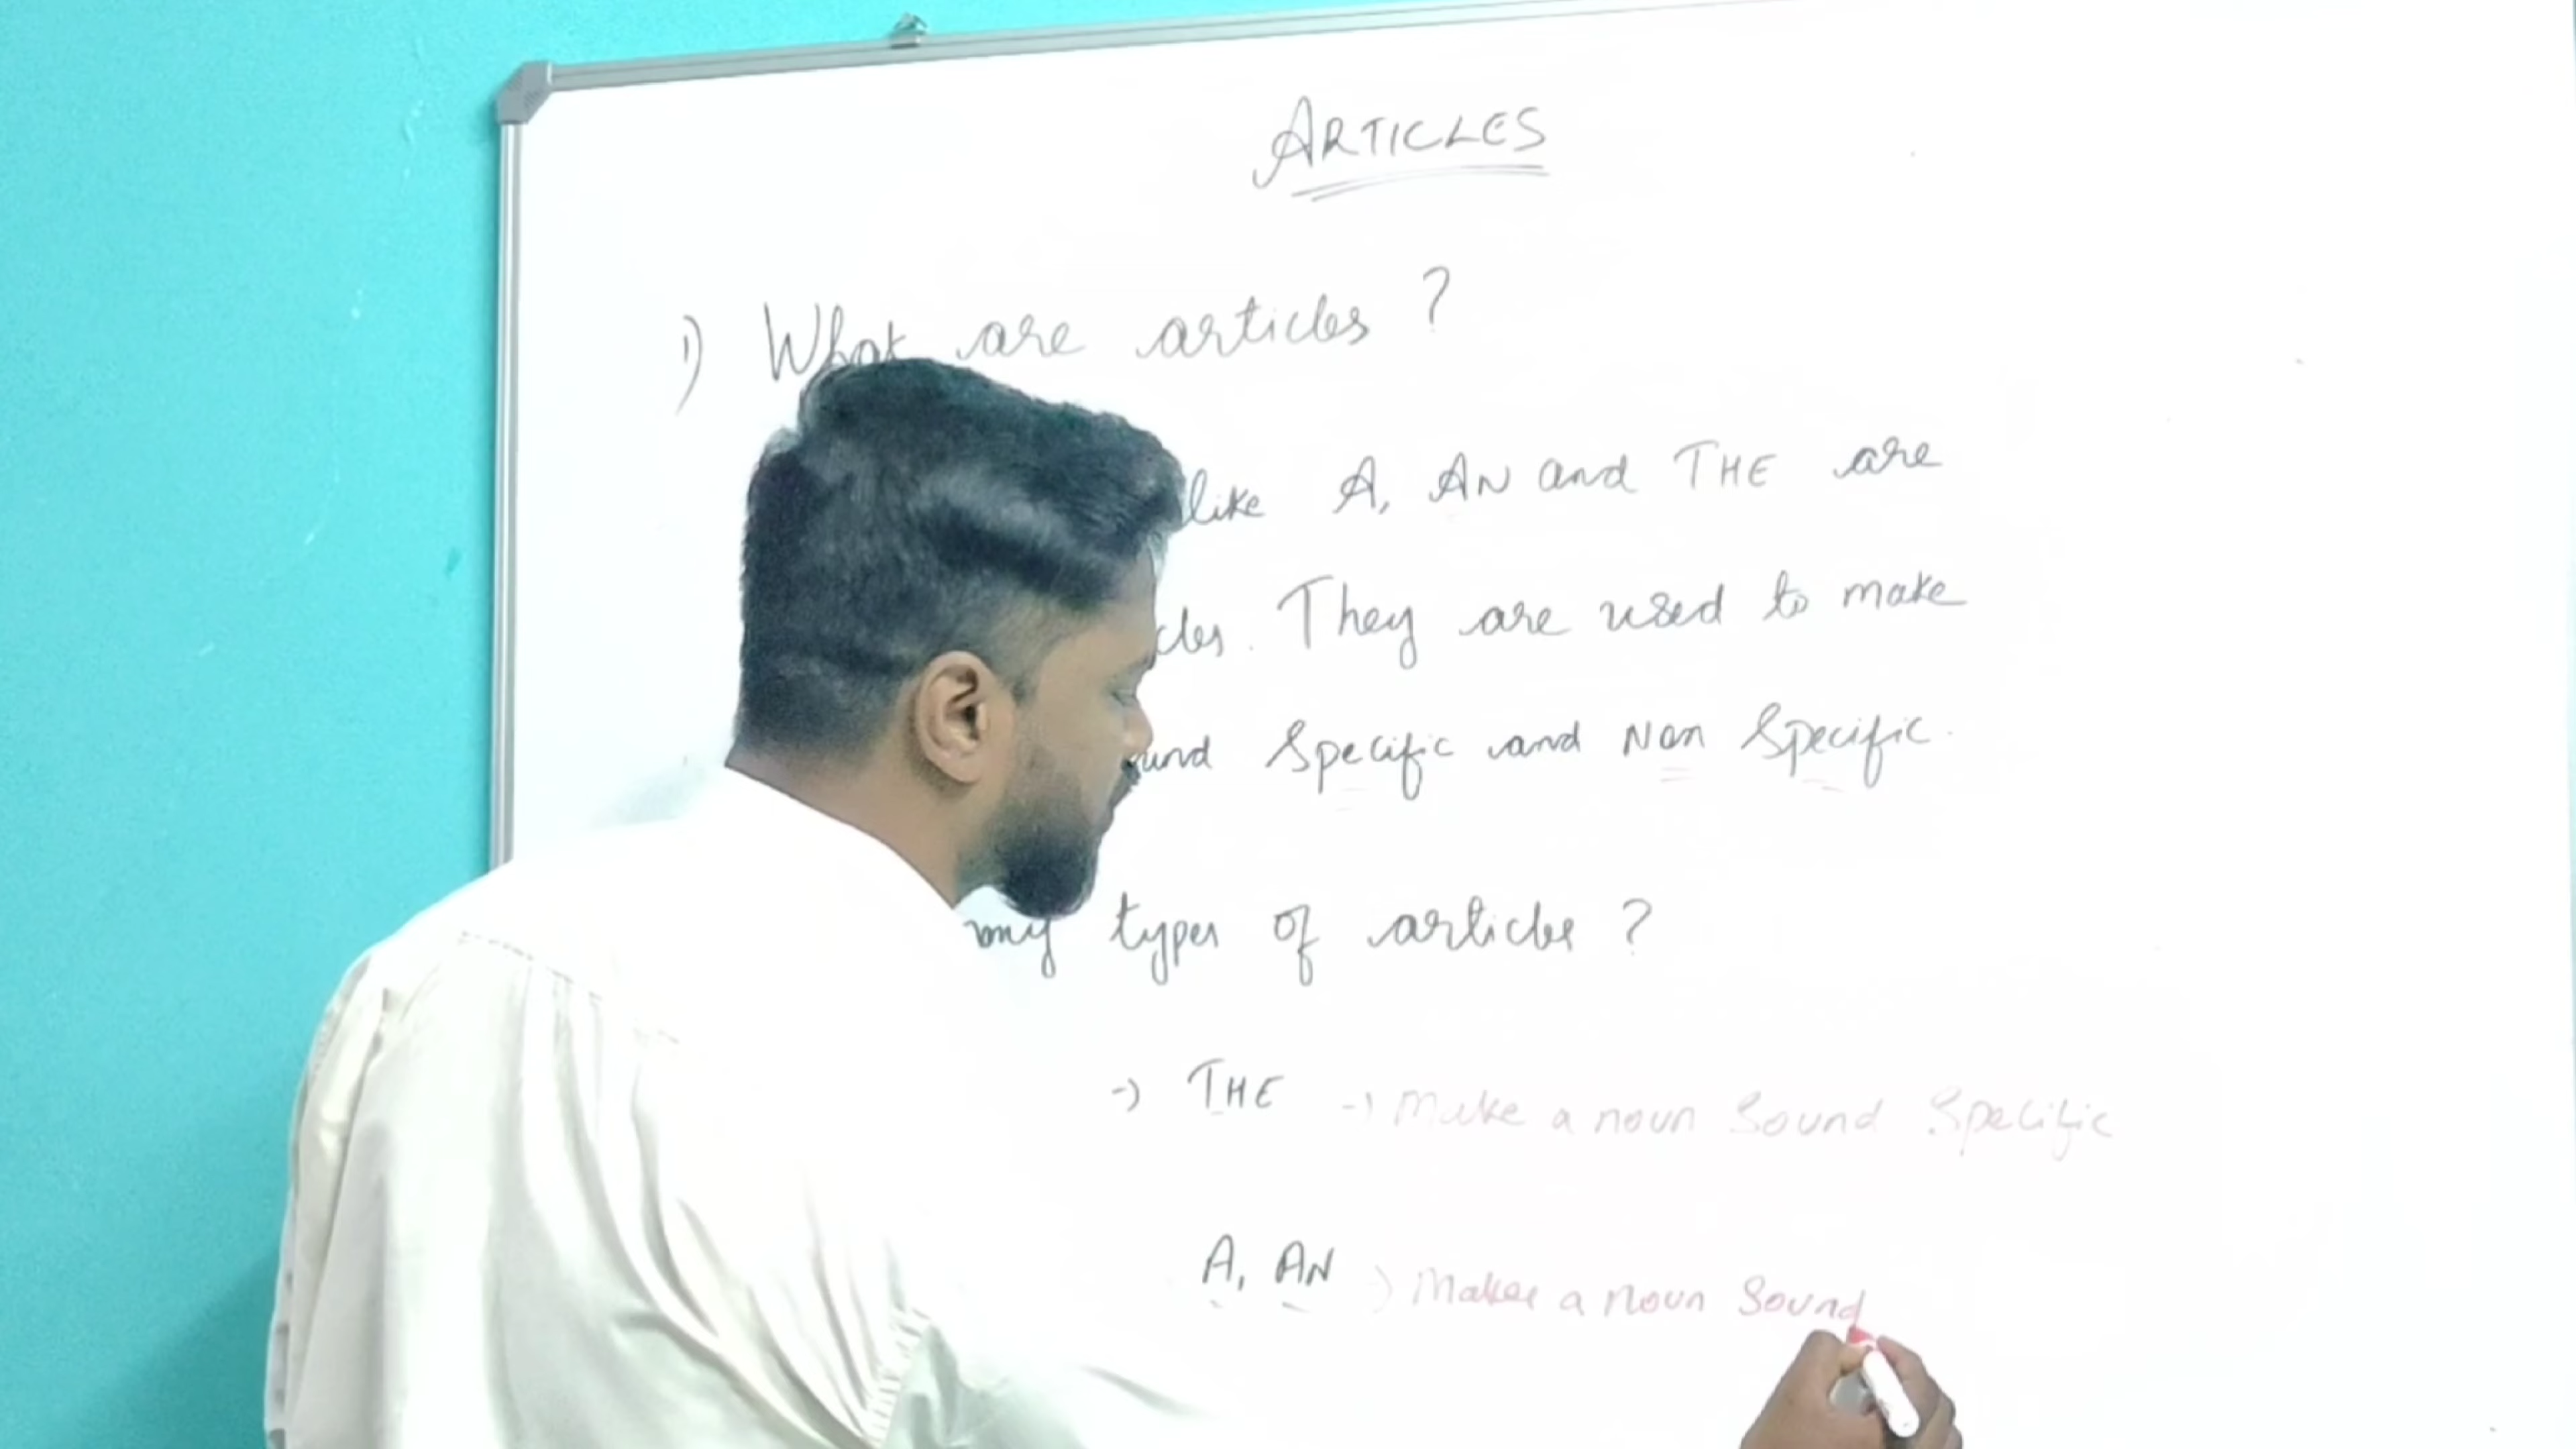 ARTICLES
1) What are articles ?
like A, AN and THE are
cles. They are used to make
und Specific and Non Specific.
types of articles ?
-) THE -) Make a noun Sound Specific
A, AN -) Makes a noun Sound